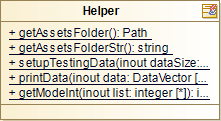 Helper
+ getAssetsFolder(): Path
+ getAssetsFolderStr(): string
+ setupTestingData(inout dataSize:...
+ printData(inout data: DataVector [...
+ getModeInt(inout list: integer [*]): i...